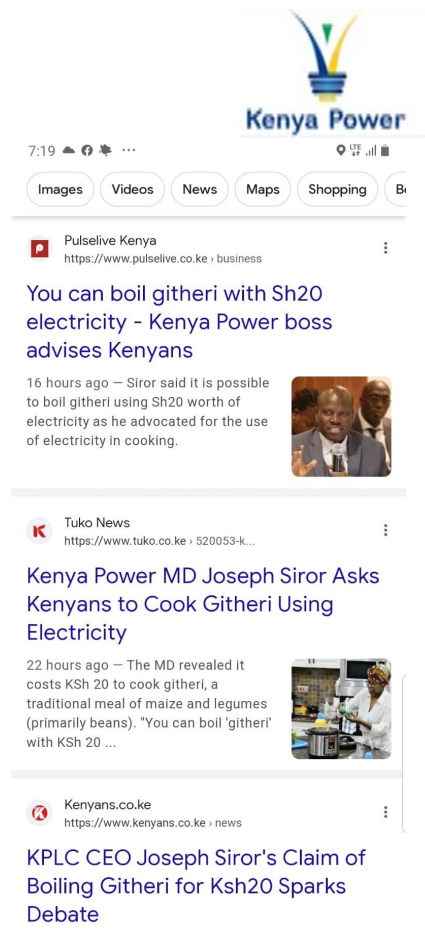 Kenya Power
7:19
LTE
Images
Videos
News
Maps
Shopping
Pulselive Kenya
https://www.pulselive.co.ke › business
You can boil githeri with Sh20
electricity - Kenya Power boss
advises Kenyans
16 hours ago — Siror said it is possible
to boil githeri using Sh20 worth of
electricity as he advocated for the use
of electricity in cooking.
Tuko News
https://www.tuko.co.ke › 520053-k...
Kenya Power MD Joseph Siror Asks
Kenyans to Cook Githeri Using
Electricity
22 hours ago — The MD revealed it
costs KSh 20 to cook githeri, a
traditional meal of maize and legumes
(primarily beans). "You can boil 'githeri'
with KSh 20 ...
Kenyans.co.ke
https://www.kenyans.co.ke › news
KPLC CEO Joseph Siror's Claim of
Boiling Githeri for Ksh20 Sparks
Debate